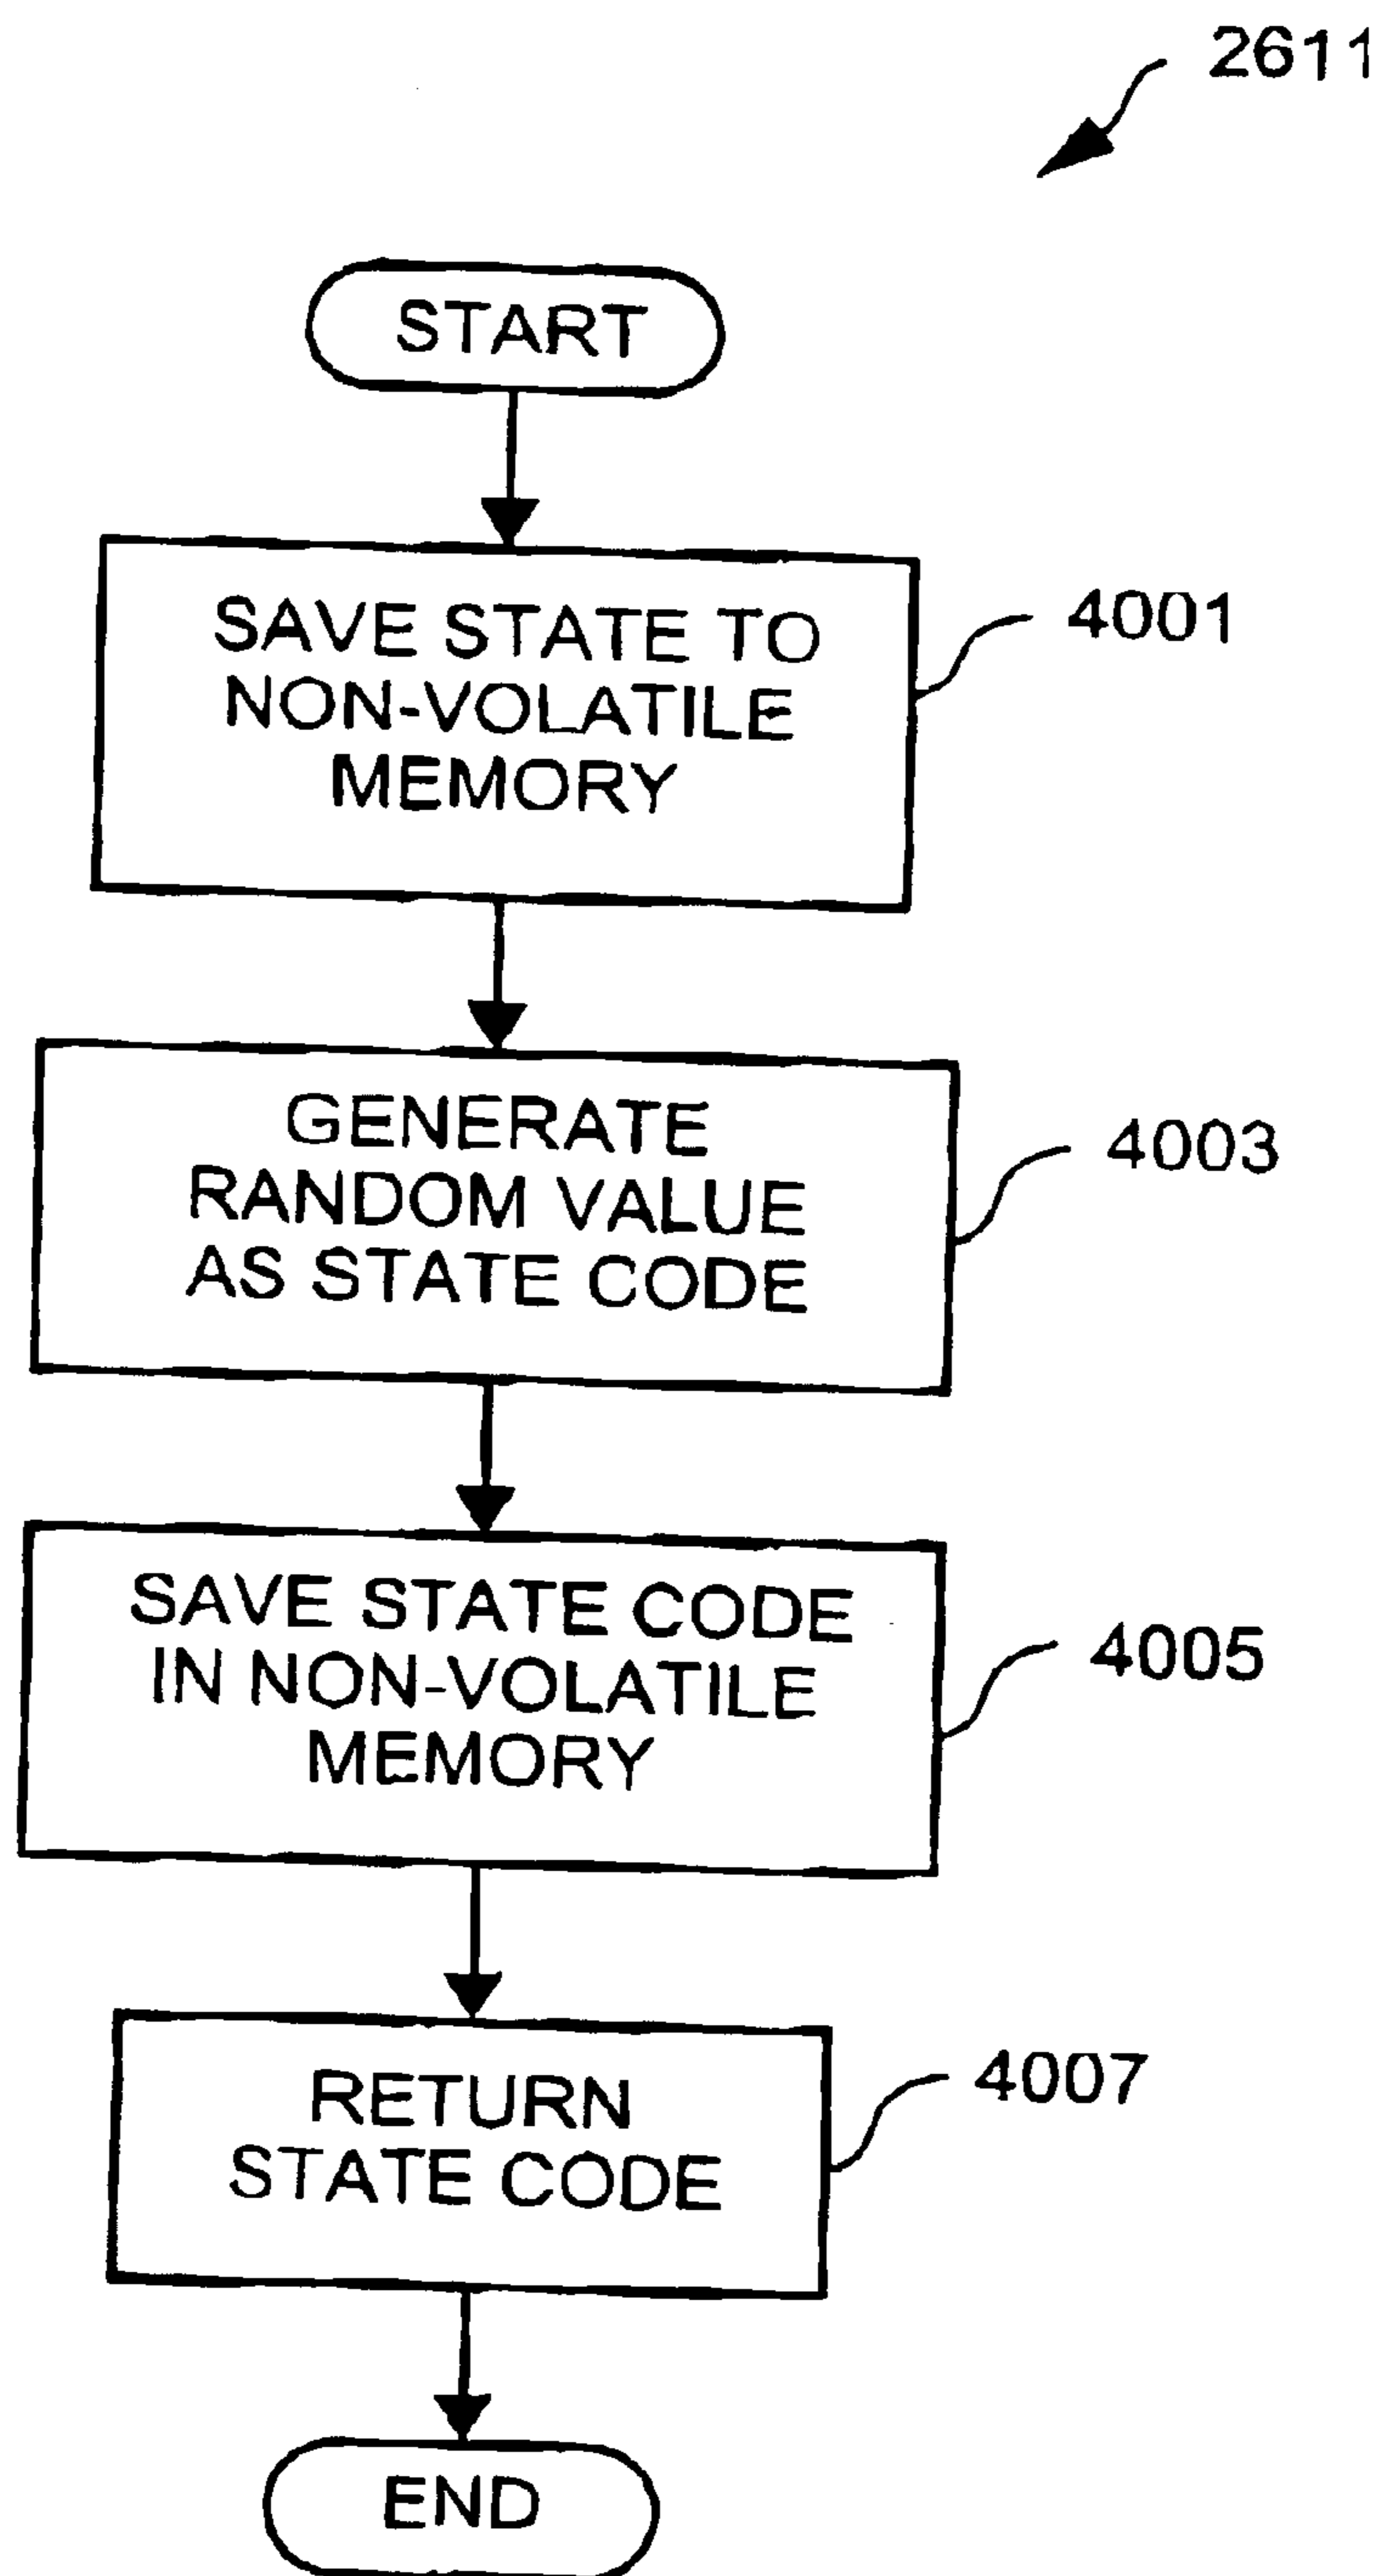 2611
START
SAVE STATE TO
NON-VOLATILE
MEMORY
4001
GENERATE
RANDOM VALUE
AS STATE CODE
4003
SAVE STATE CODE
IN NON-VOLATILE
MEMORY
4005
RETURN
STATE CODE
4007
END